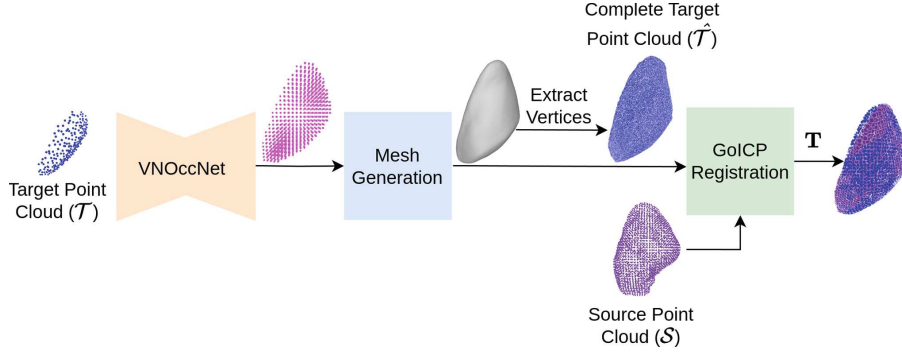 Complete Target
Point Cloud (𝒯̂)
Extract
Vertices
VNOccNet
Mesh
Generation
GoICP
Registration
T
Target Point
Cloud (𝒯)
Source Point
Cloud (𝒮)